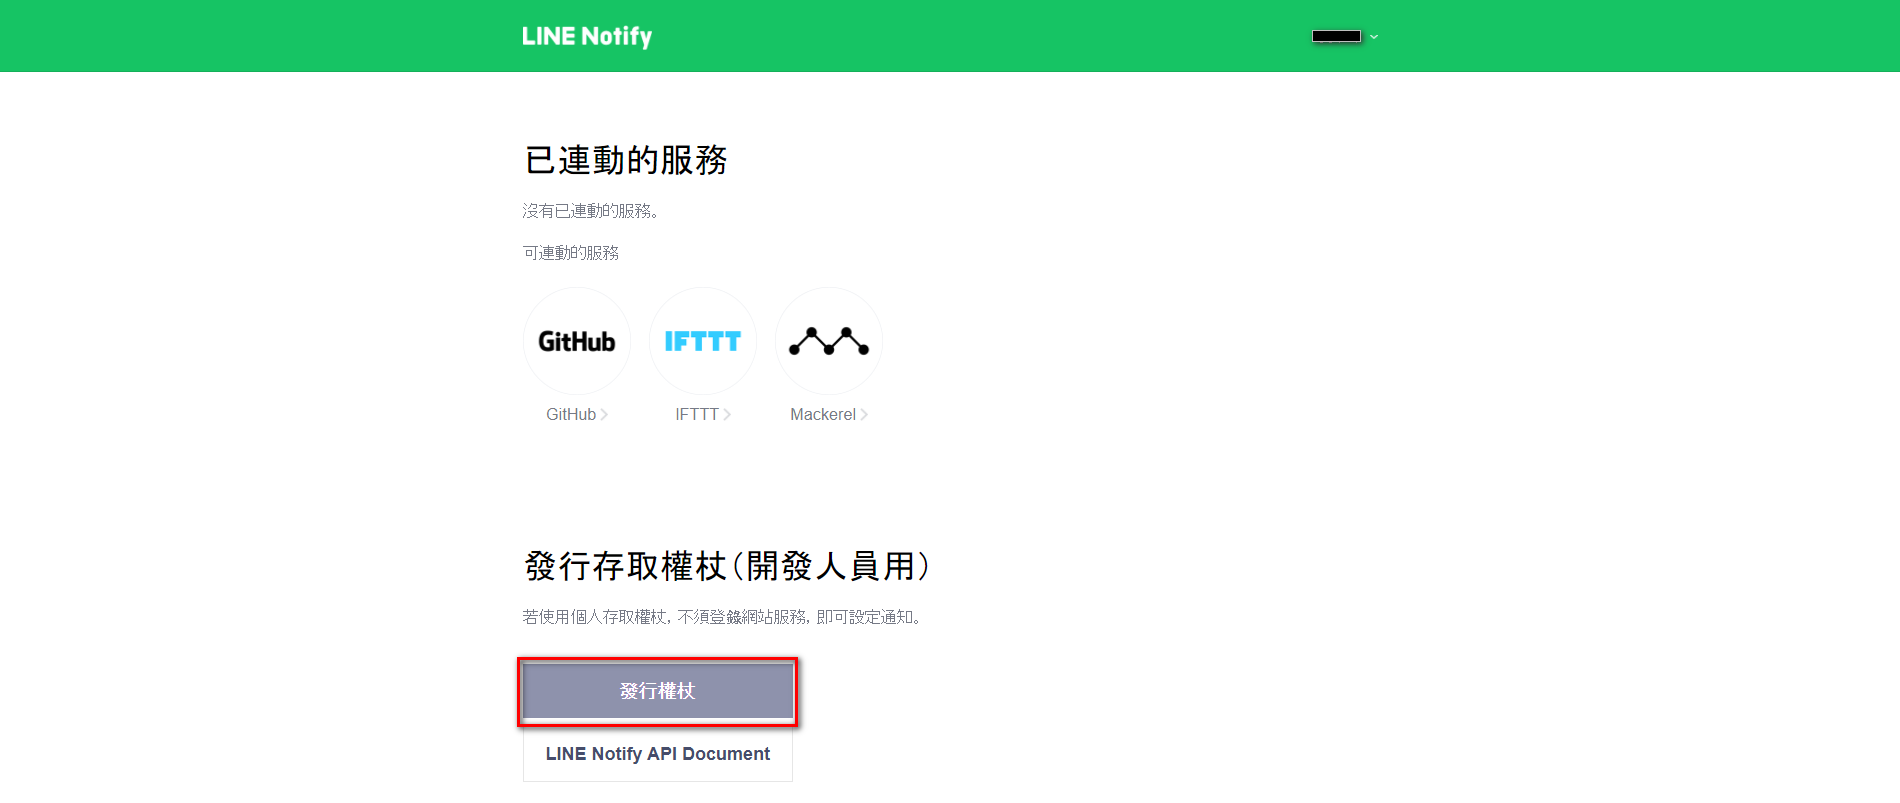 LINE Notify
已連動的服務
沒有已連動的服務。
可連動的服務
GitHub IFTTT
GitHub IFTTT Mackerel
發行存取權杖(開發人員用)
若使用個人存取權杖, 不須登錄網站服務, 即可設定通知。
發行權杖
LINE Notify API Document